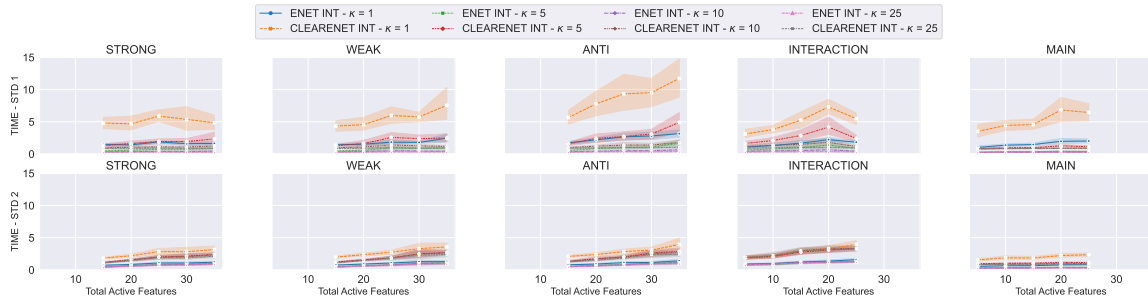 ENET INT - κ = 1 ENET INT - κ = 5 ENET INT - κ = 10 ENET INT - κ = 25
CLEARENET INT - κ = 1 CLEARENET INT - κ = 5 CLEARENET INT - κ = 10 CLEARENET INT - κ = 25
STRONG WEAK ANTI INTERACTION MAIN
TIME - STD 1
15
10
5
0
STRONG WEAK ANTI INTERACTION MAIN
TIME - STD 2
15
10
5
0
10 20 30 10 20 30 10 20 30 10 20 30 10 20 30
Total Active Features Total Active Features Total Active Features Total Active Features Total Active Features